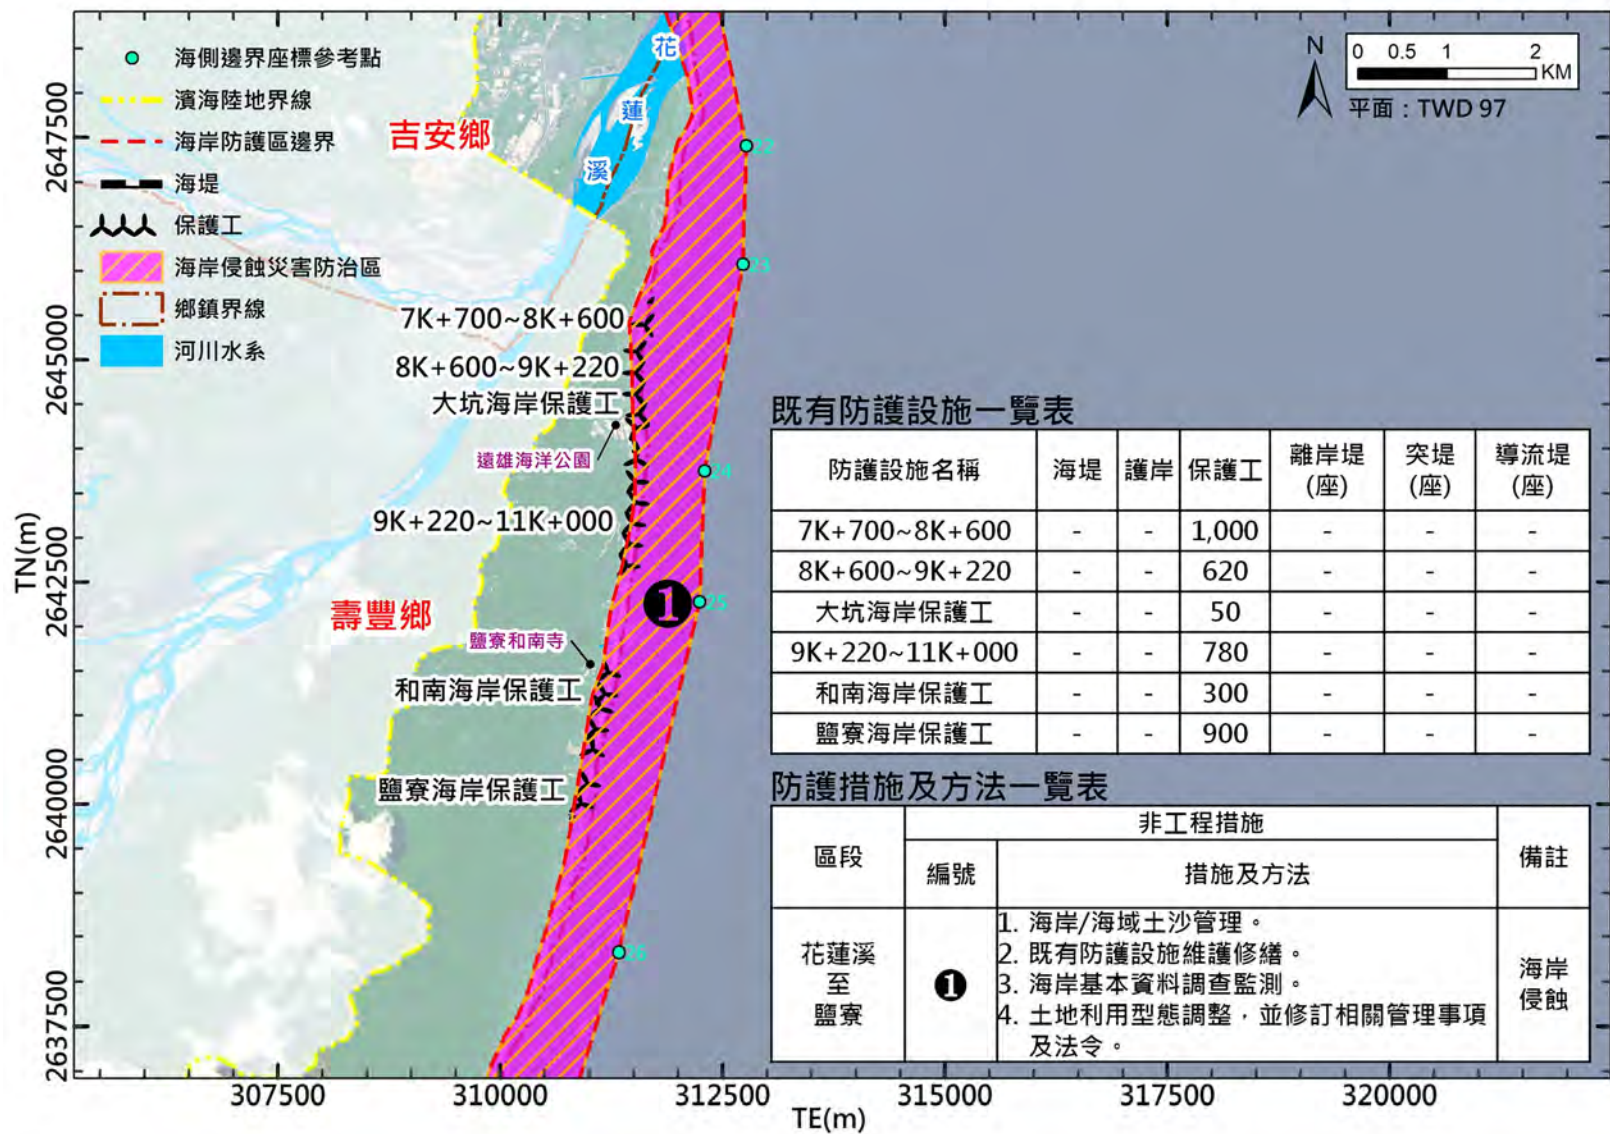 海側邊界座標參考點
濱海陸地界線
海岸防護區邊界
海堤
保護工
海岸侵蝕災害防治區
鄉鎮界線
河川水系
N
0 0.5 1 2
KM
平面：TWD 97
吉安鄉
花
蓮
溪
22
23
7K+700~8K+600
8K+600~9K+220
大坑海岸保護工
遠雄海洋公園
24
9K+220~11K+000
❶
25
壽豐鄉
鹽寮和南寺
和南海岸保護工
鹽寮海岸保護工
26
既有防護設施一覽表
防護設施名稱 海堤 護岸 保護工 離岸堤(座) 突堤(座) 導流堤(座)
7K+700~8K+600 - - 1,000 - - -
8K+600~9K+220 - - 620 - - -
大坑海岸保護工 - - 50 - - -
9K+220~11K+000 - - 780 - - -
和南海岸保護工 - - 300 - - -
鹽寮海岸保護工 - - 900 - - -
防護措施及方法一覽表
區段 非工程措施 備註
編號 措施及方法
花蓮溪
至
鹽寮
❶
1. 海岸/海域土沙管理。
2. 既有防護設施維護修繕。
3. 海岸基本資料調查監測。
4. 土地利用型態調整，並修訂相關管理事項
及法令。
海岸
侵蝕
TN(m)
2647500
2645000
2642500
2640000
2637500
307500 310000 312500 315000 317500 320000
TE(m)